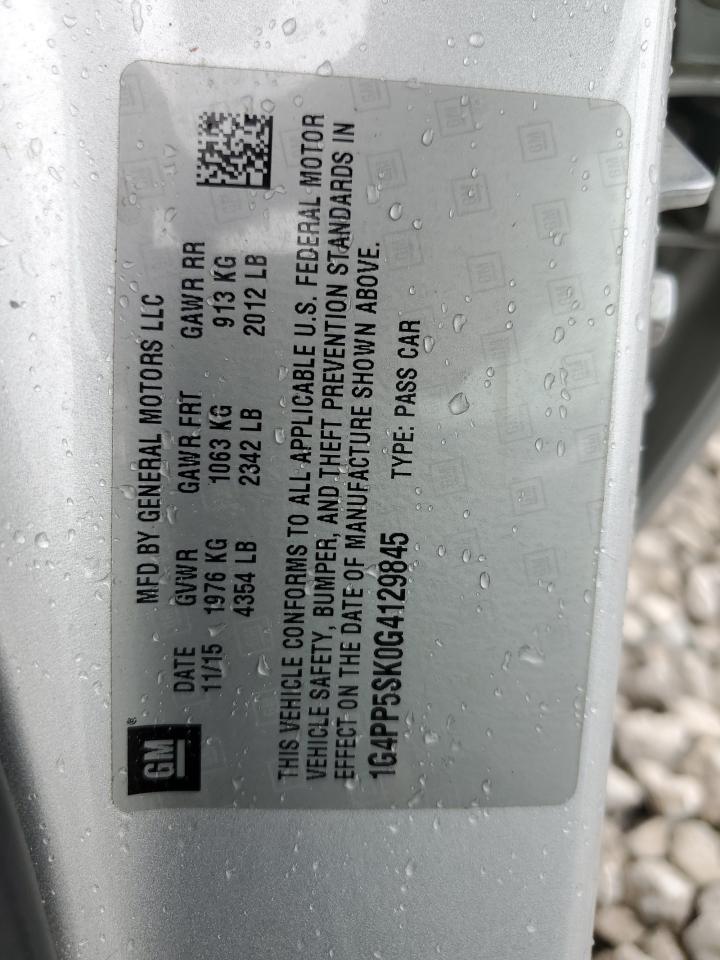 GM®
MFD BY GENERAL MOTORS LLC
DATE GVWR GAWR FRT GAWR RR
11/15 1976 KG 1063 KG 913 KG
4354 LB 2342 LB 2012 LB
THIS VEHICLE CONFORMS TO ALL APPLICABLE U.S. FEDERAL MOTOR
VEHICLE SAFETY, BUMPER, AND THEFT PREVENTION STANDARDS IN
EFFECT ON THE DATE OF MANUFACTURE SHOWN ABOVE.
1G4PP5SK0G4129845 TYPE: PASS CAR